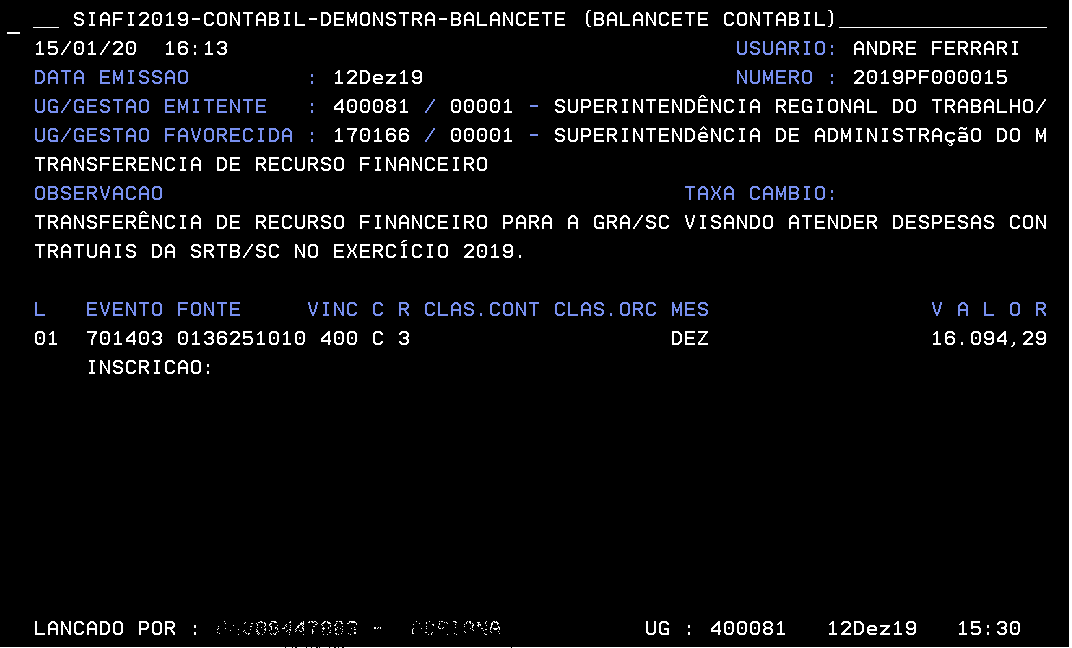 __ SIAFI2019-CONTABIL-DEMONSTRA-BALANCETE (BALANCETE CONTABIL)________________
15/01/20 16:13 USUARIO: ANDRE FERRARI
DATA EMISSAO : 12Dez19 NUMERO : 2019PF000015
UG/GESTAO EMITENTE : 400081 / 00001 - SUPERINTENDÊNCIA REGIONAL DO TRABALHO/
UG/GESTAO FAVORECIDA : 170166 / 00001 - SUPERINTENDêNCIA DE ADMINISTRAção DO M
TRANSFERENCIA DE RECURSO FINANCEIRO
OBSERVACAO TAXA CAMBIO:
TRANSFERÊNCIA DE RECURSO FINANCEIRO PARA A GRA/SC VISANDO ATENDER DESPESAS CON
TRATUAIS DA SRTB/SC NO EXERCÍCIO 2019.
L EVENTO FONTE VINC C R CLAS.CONT CLAS.ORC MES V A L O R
01 701403 0136251010 400 C 3 DEZ 16.094,29
INSCRICAO:
LANCADO POR : - UG : 400081 12Dez19 15:30